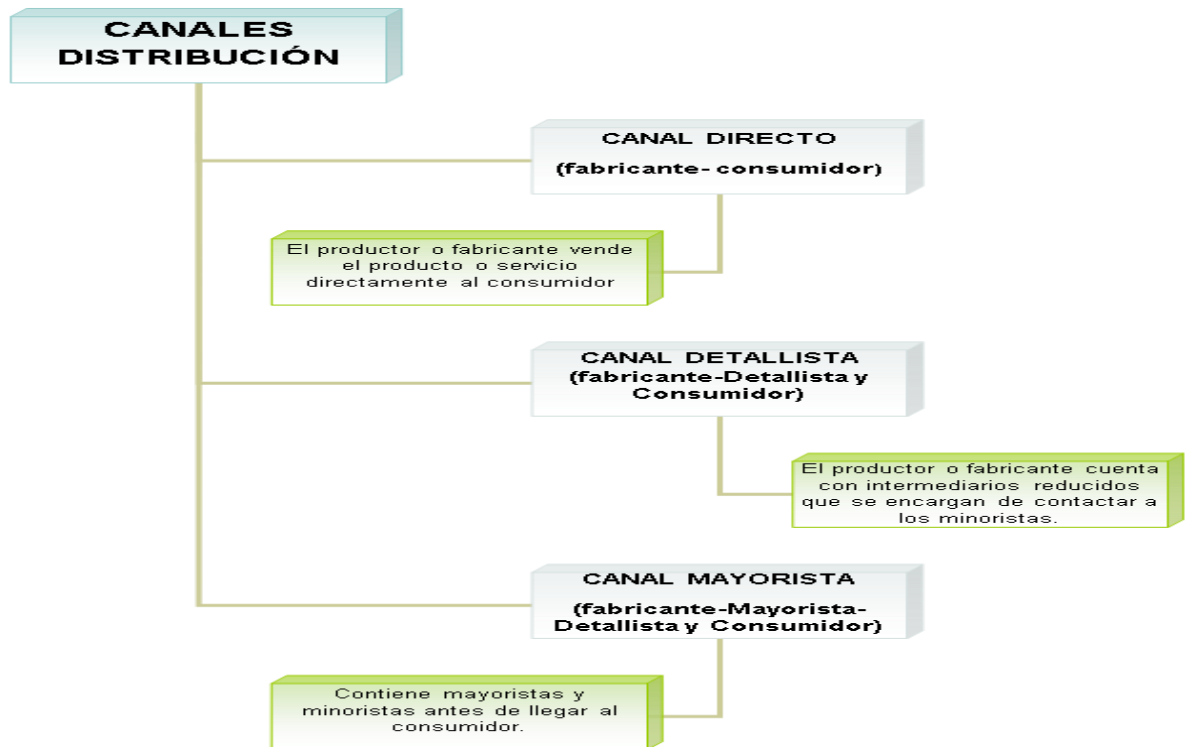 CANALES
DISTRIBUCIÓN
CANAL DIRECTO
(fabricante- consumidor)
El productor o fabricante vende
el producto o servicio
directamente al consumidor
CANAL DETALLISTA
(fabricante-Detallista y
Consumidor)
El productor o fabricante cuenta
con intermediarios reducidos
que se encargan de contactar a
los minoristas.
CANAL MAYORISTA
(fabricante-Mayorista-
Detallista y Consumidor)
Contiene mayoristas y
minoristas antes de llegar al
consumidor.